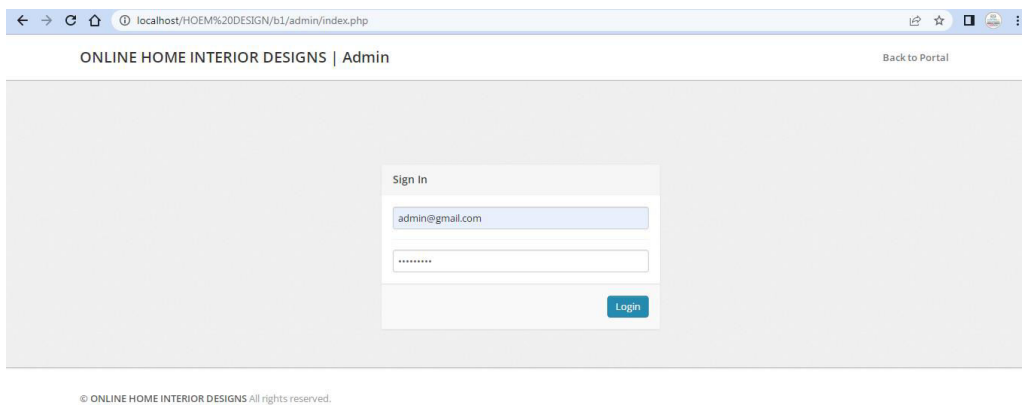 localhost/HOEM%20DESIGN/b1/admin/index.php
ONLINE HOME INTERIOR DESIGNS | Admin
Back to Portal
Sign In
admin@gmail.com
•••••••••
Login
© ONLINE HOME INTERIOR DESIGNS All rights reserved.